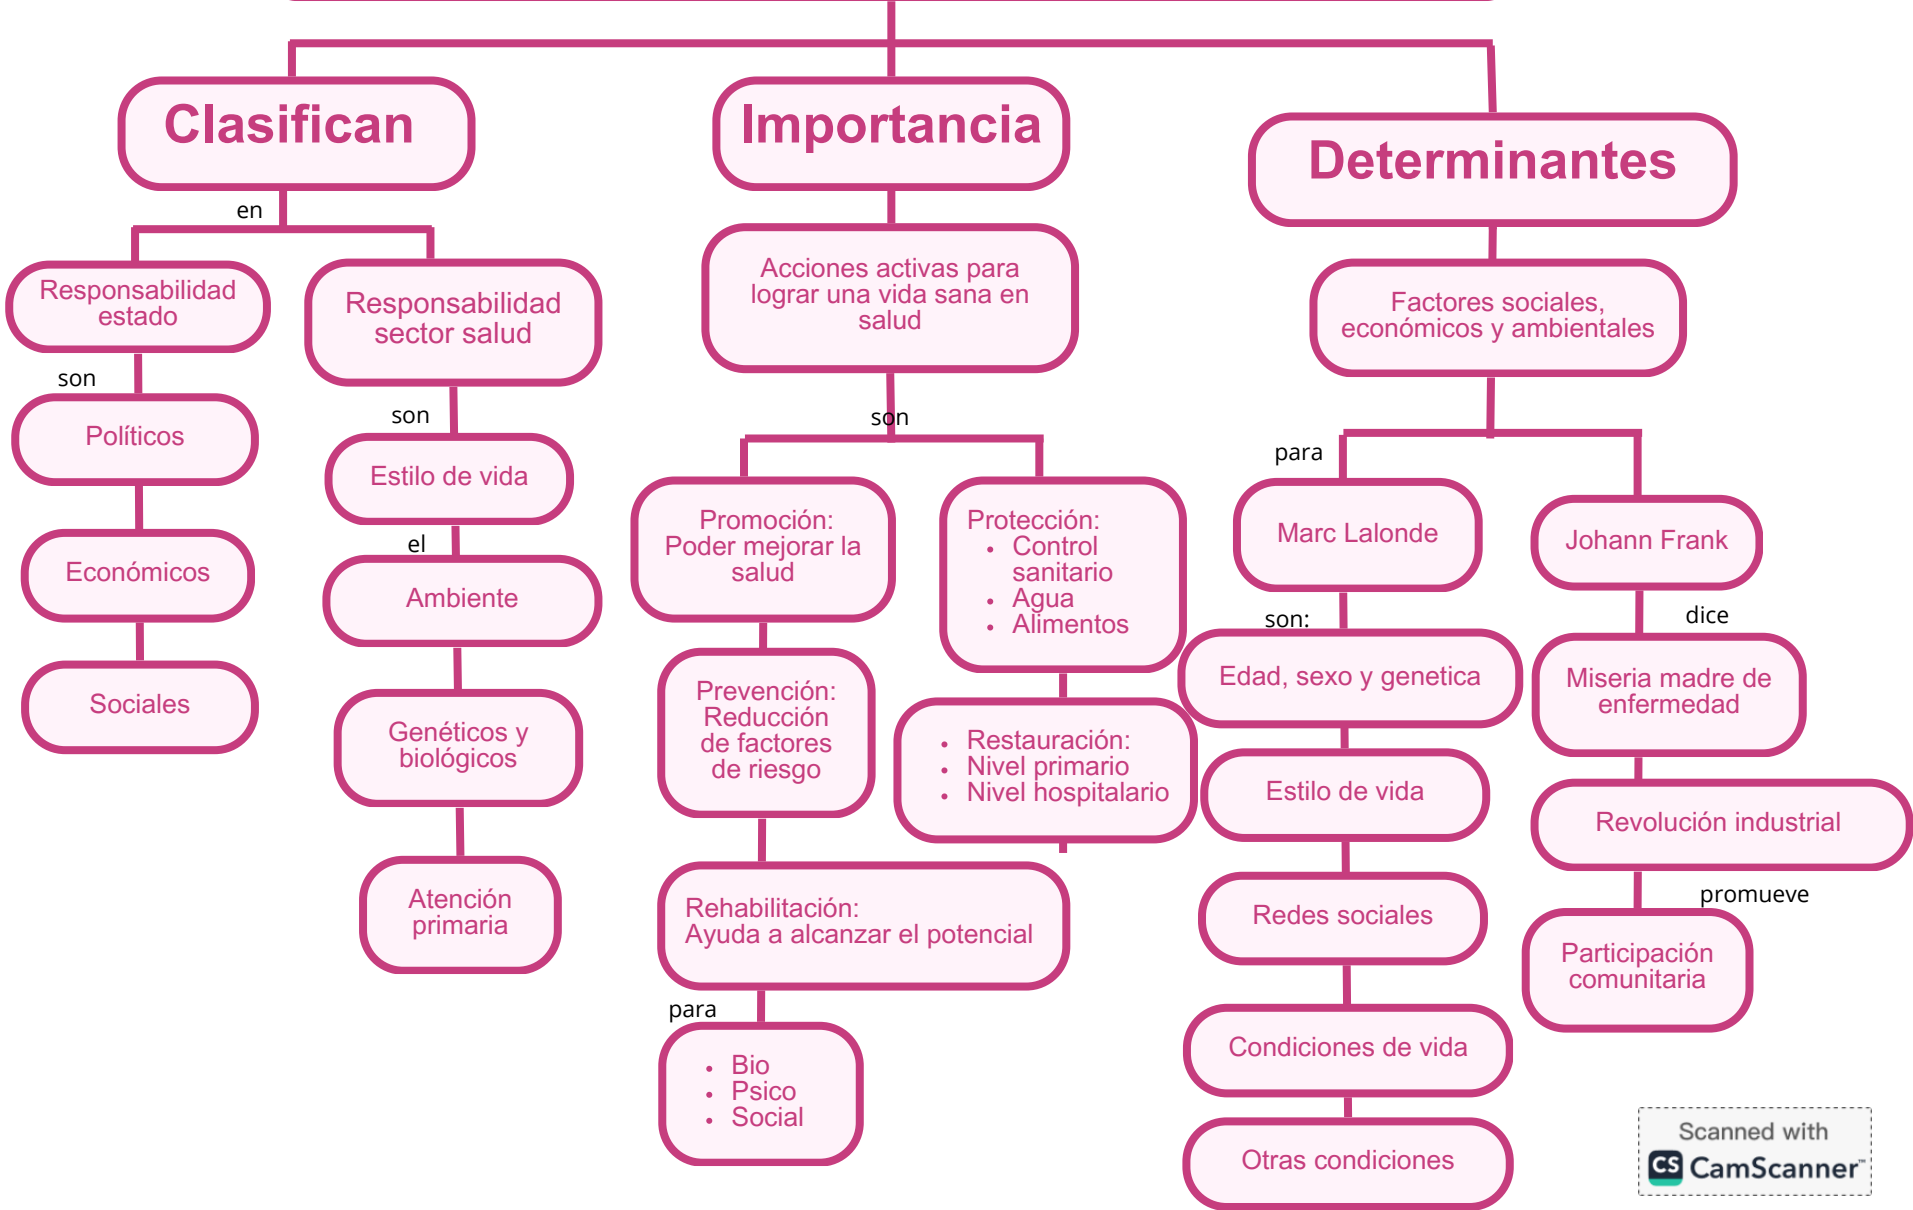 Clasifican
Importancia
Determinantes
en
Responsabilidad
estado
Responsabilidad
sector salud
son
Políticos
Económicos
Sociales
son
Estilo de vida
el
Ambiente
Genéticos y
biológicos
Atención
primaria
Acciones activas para
lograr una vida sana en
salud
son
Promoción:
Poder mejorar la
salud
Prevención:
Reducción
de factores
de riesgo
Protección:
• Control
sanitario
• Agua
• Alimentos
• Restauración:
• Nivel primario
• Nivel hospitalario
Rehabilitación:
Ayuda a alcanzar el potencial
para
• Bio
• Psico
• Social
Factores sociales,
económicos y ambientales
para
Marc Lalonde
son:
Edad, sexo y genetica
Estilo de vida
Redes sociales
Condiciones de vida
Otras condiciones
Johann Frank
dice
Miseria madre de
enfermedad
Revolución industrial
promueve
Participación
comunitaria
Scanned with
CS CamScanner™